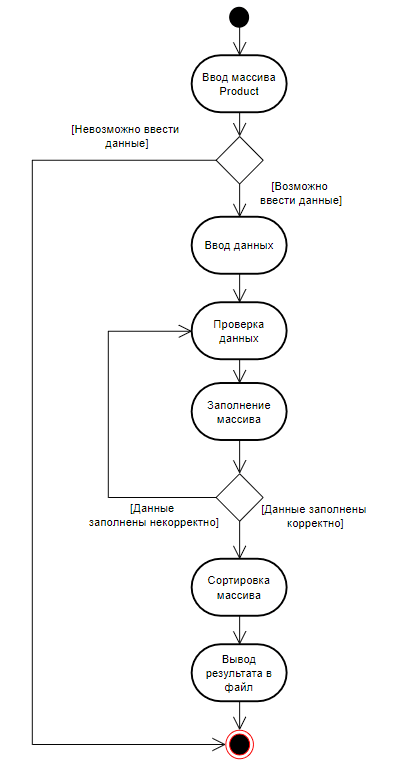 Ввод массива
Product
[Невозможно ввести
данные]
[Возможно
ввести данные]
Ввод данных
Проверка
данных
Заполнение
массива
[Данные
заполнены некорректно]
[Данные заполнены
корректно]
Сортировка
массива
Вывод
результата в
файл